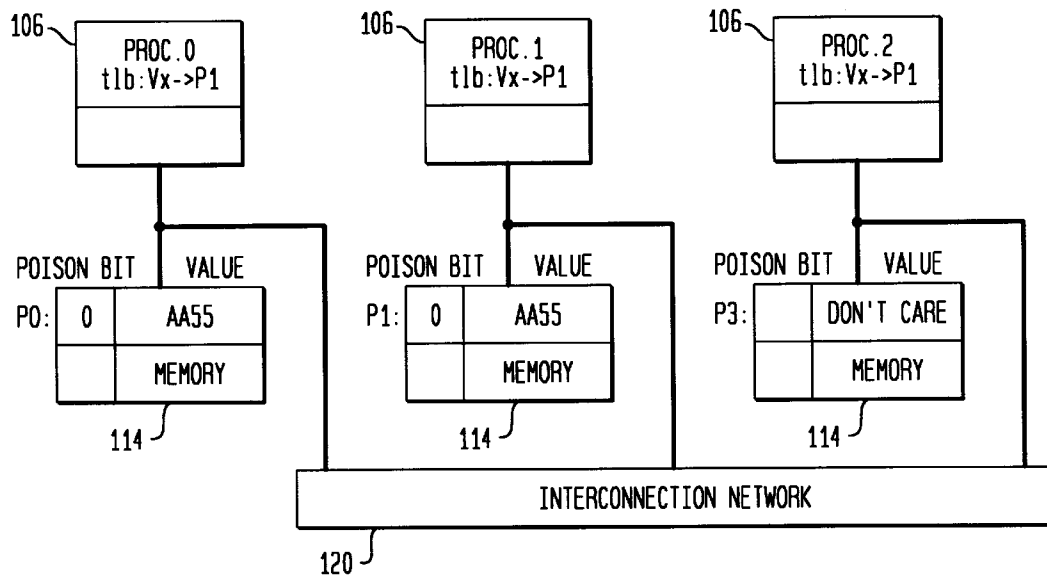 106
PROC.0
tlb:Vx->P1
106
PROC.1
tlb:Vx->P1
106
PROC.2
tlb:Vx->P1
POISON BIT VALUE
P0: 0 AA55
MEMORY
114
POISON BIT VALUE
P1: 0 AA55
MEMORY
114
POISON BIT VALUE
P3: DON'T CARE
MEMORY
114
INTERCONNECTION NETWORK
120